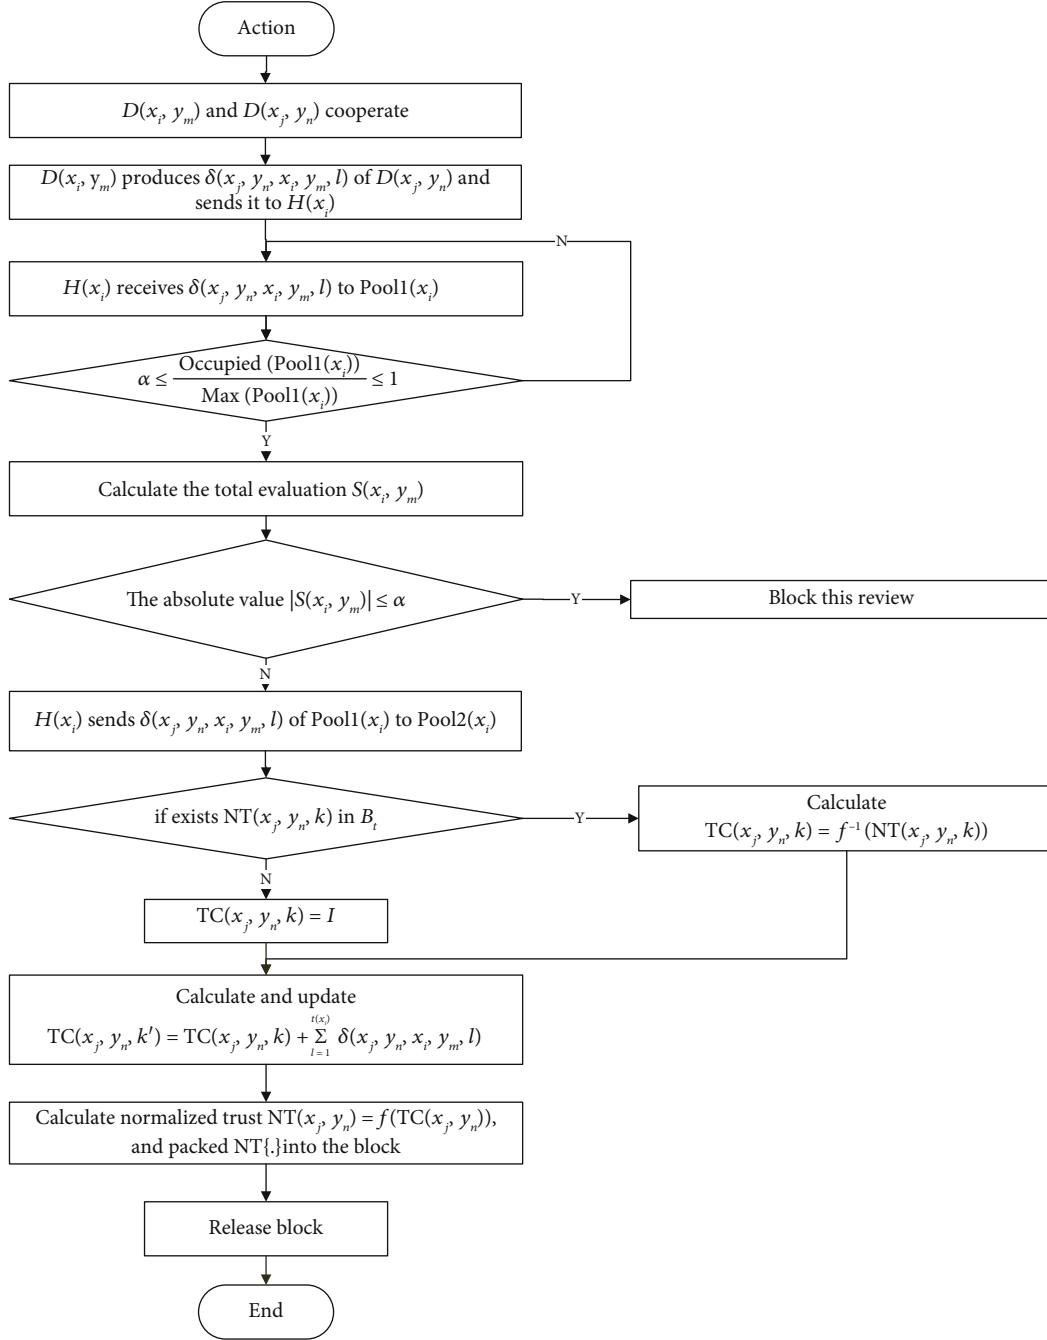 Action
D(x_i, y_m) and D(x_j, y_n) cooperate
D(x_i, y_m) produces δ(x_j, y_n, x_i, y_m, l) of D(x_j, y_n) and
sends it to H(x_i)
N
H(x_i) receives δ(x_j, y_n, x_i, y_m, l) to Pool1(x_i)
α ≤ Occupied (Pool1(x_i)) / Max (Pool1(x_i)) ≤ 1
Y
Calculate the total evaluation S(x_i, y_m)
The absolute value |S(x_i, y_m)| ≤ α
Y
Block this review
N
H(x_i) sends δ(x_j, y_n, x_i, y_m, l) of Pool1(x_i) to Pool2(x_i)
if exists NT(x_j, y_n, k) in B_t
Y
Calculate
TC(x_j, y_n, k) = f⁻¹ (NT(x_j, y_n, k))
N
TC(x_j, y_n, k) = I
Calculate and update
TC(x_j, y_n, k′) = TC(x_j, y_n, k) + Σ_{l = 1}^{t(x_i)} δ(x_j, y_n, x_i, y_m, l)
Calculate normalized trust NT(x_j, y_n) = f(TC(x_j, y_n)),
and packed NT{.}into the block
Release block
End